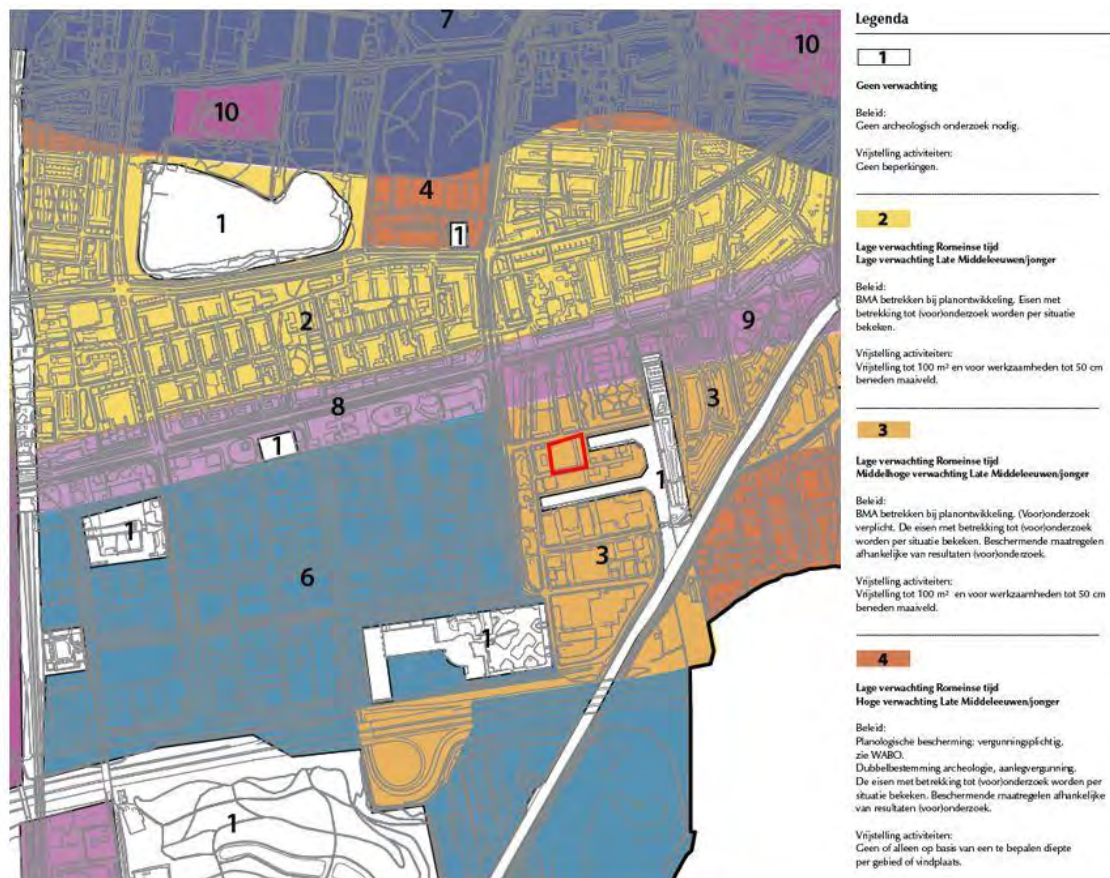 7
10
10
4
1
1
2
9
8
3
1
1
1
3
6
1
1
Legenda
1
Geen verwachting
Beleid:
Geen archeologisch onderzoek nodig.
Vrijstelling activiteiten:
Geen beperkingen.
2
Lage verwachting Romeinse tijd
Lage verwachting Late Middeleeuwen/jonger
Beleid:
BMA betrekken bij planontwikkeling. Eisen met
betrekking tot (voor)onderzoek worden per situatie
bekeken.
Vrijstelling activiteiten:
Vrijstelling tot 100 m² en voor werkzaamheden tot 50 cm
beneden maaiveld.
3
Lage verwachting Romeinse tijd
Middelhoge verwachting Late Middeleeuwen/jonger
Beleid:
BMA betrekken bij planontwikkeling. (Voor)onderzoek
verplicht. De eisen met betrekking tot (voor)onderzoek
worden per situatie bekeken. Beschermende maatregelen
afhankelijke van resultaten (voor)onderzoek.
Vrijstelling activiteiten:
Vrijstelling tot 100 m² en voor werkzaamheden tot 50 cm
beneden maaiveld.
4
Lage verwachting Romeinse tijd
Hoge verwachting Late Middeleeuwen/jonger
Beleid:
Planologische bescherming: vergunningsplichtig,
zie WABO.
Dubbelbestemming archeologie, aanlegvergunning.
De eisen met betrekking tot (voor)onderzoek worden per
situatie bekeken. Beschermende maatregelen afhankelijke
van resultaten (voor)onderzoek.
Vrijstelling activiteiten:
Geen of alleen op basis van een te bepalen diepte
per gebied of vindplaats.